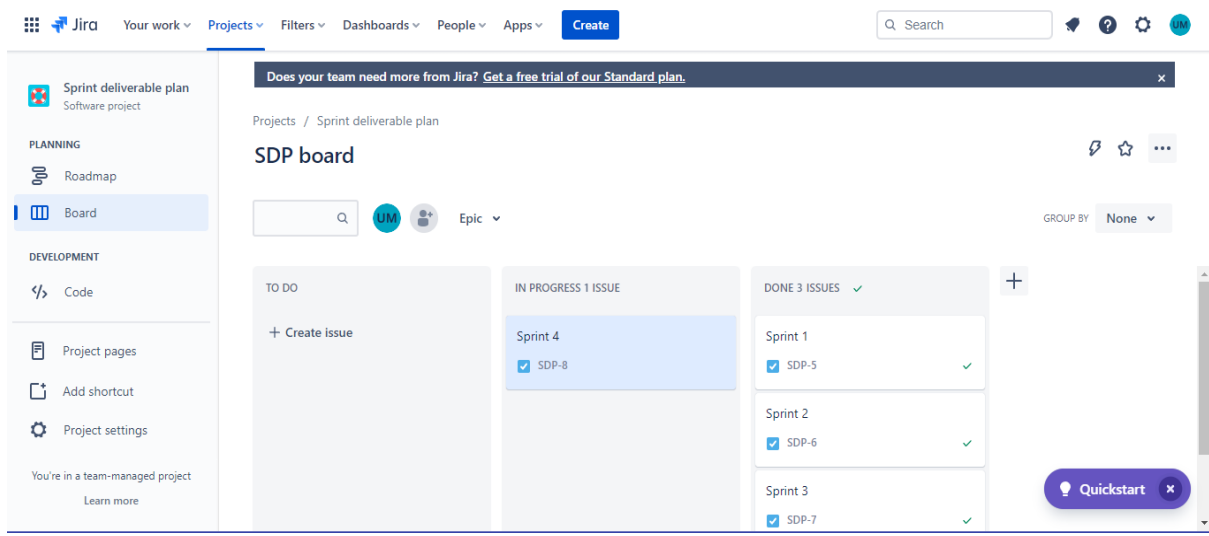 Jira Your work Projects Filters Dashboards People Apps Create Search UM
Does your team need more from Jira? Get a free trial of our Standard plan. ×
Sprint deliverable plan
Software project
PLANNING
Roadmap
Board
DEVELOPMENT
Code
Project pages
Add shortcut
Project settings
You're in a team-managed project
Learn more
Projects / Sprint deliverable plan
SDP board
UM Epic GROUP BY None
TO DO
+ Create issue
IN PROGRESS 1 ISSUE
Sprint 4
SDP-8
DONE 3 ISSUES
Sprint 1
SDP-5
Sprint 2
SDP-6
Sprint 3
SDP-7
Quickstart